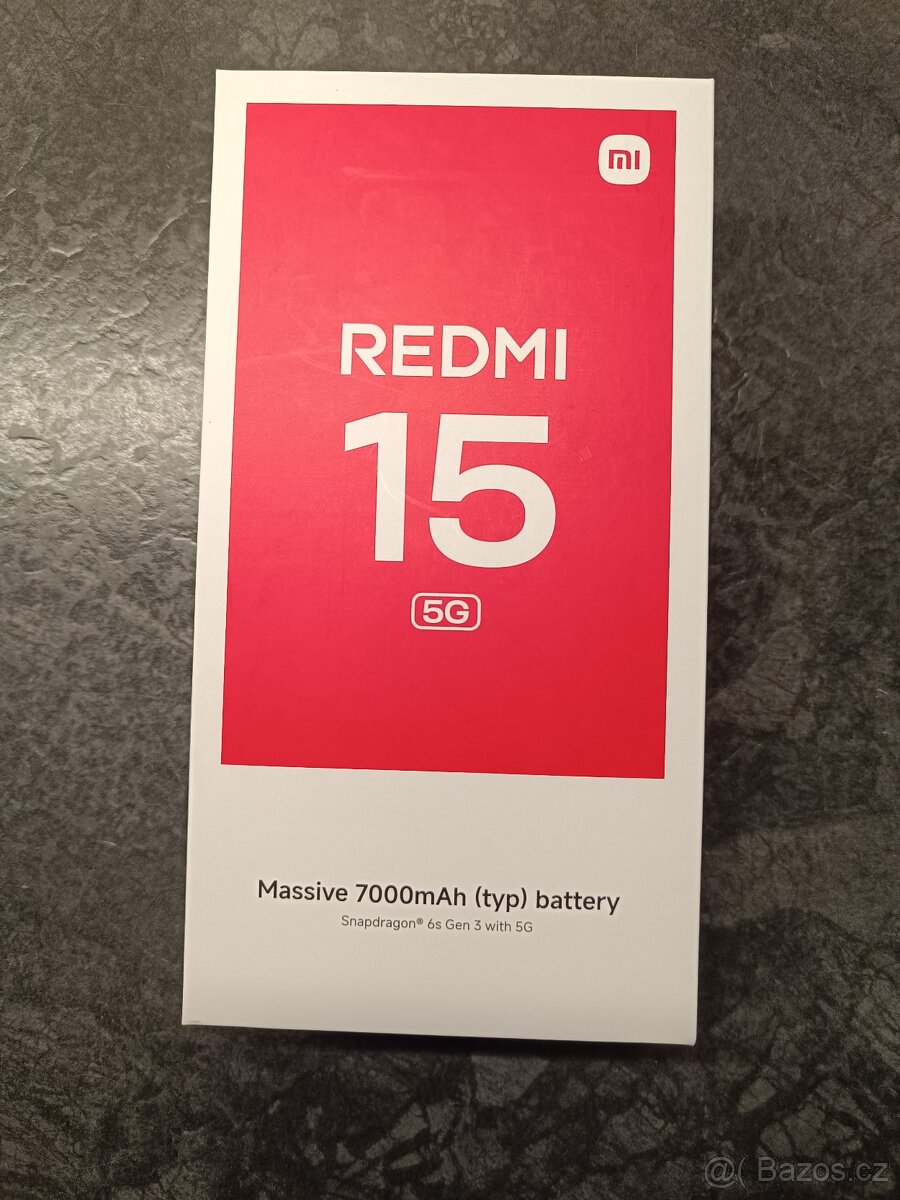 mi
REDMI
15
5G
Massive 7000mAh (typ) battery
Snapdragon® 6s Gen 3 with 5G
@( Bazos.cz